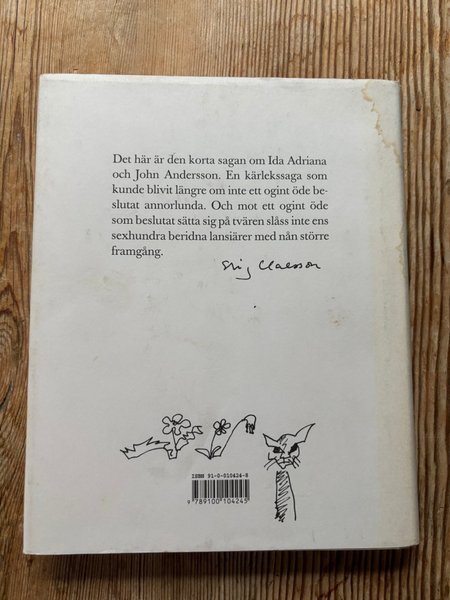 Det här är den korta sagan om Ida Adriana
och John Andersson. En kärlekssaga som
kunde blivit längre om inte ett ogint öde be-
slutat annorlunda. Och mot ett ogint öde
som beslutat sätta sig på tvären slåss inte ens
sexhundra beridna lansiärer med nån större
framgång.
Stig Claesson
ISBN 91-0-010424-8
9 789100 104245